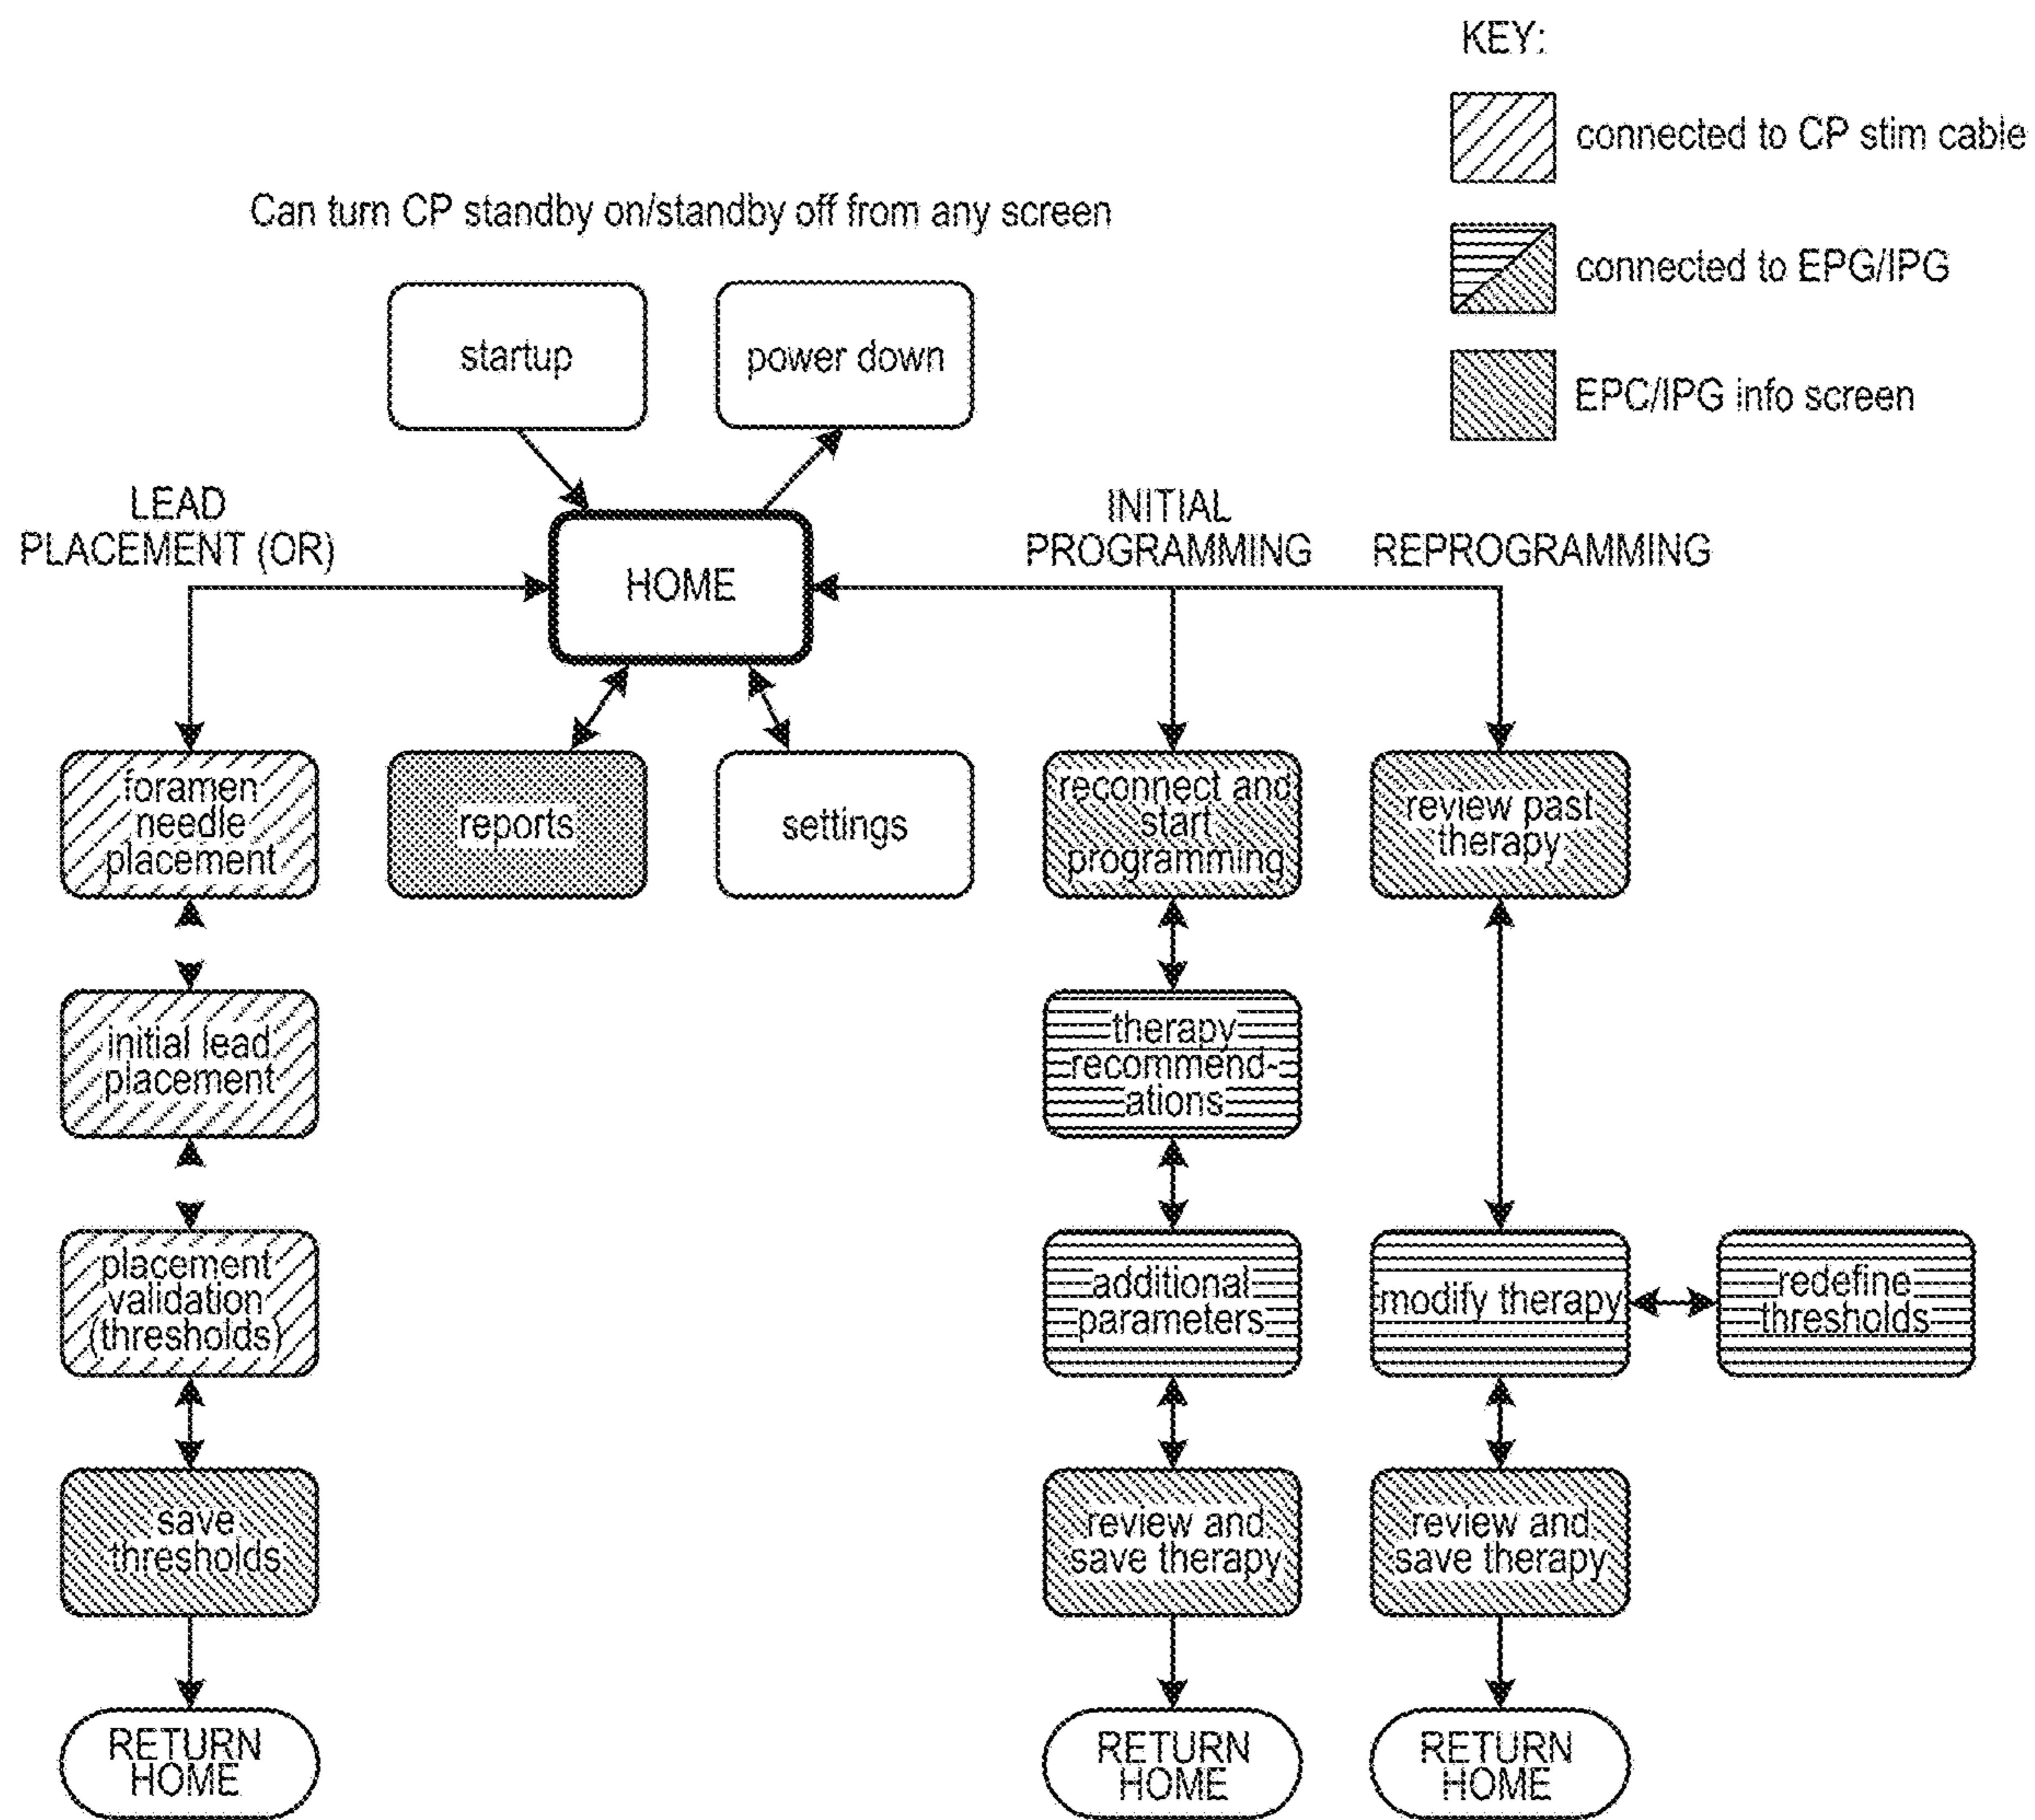 KEY:
connected to CP stim cable
connected to EPG/IPG
EPC/IPG info screen
Can turn CP standby on/standby off from any screen
startup
power down
LEAD
PLACEMENT (OR)
HOME
INITIAL
PROGRAMMING
REPROGRAMMING
foramen
needle
placement
reports
settings
reconnect and
start
programming
review past
therapy
initial lead
placement
therapy
recommend-
ations
placement
validation
(thresholds)
additional
parameters
modify therapy
redefine
thresholds
save
thresholds
review and
save therapy
review and
save therapy
RETURN
HOME
RETURN
HOME
RETURN
HOME